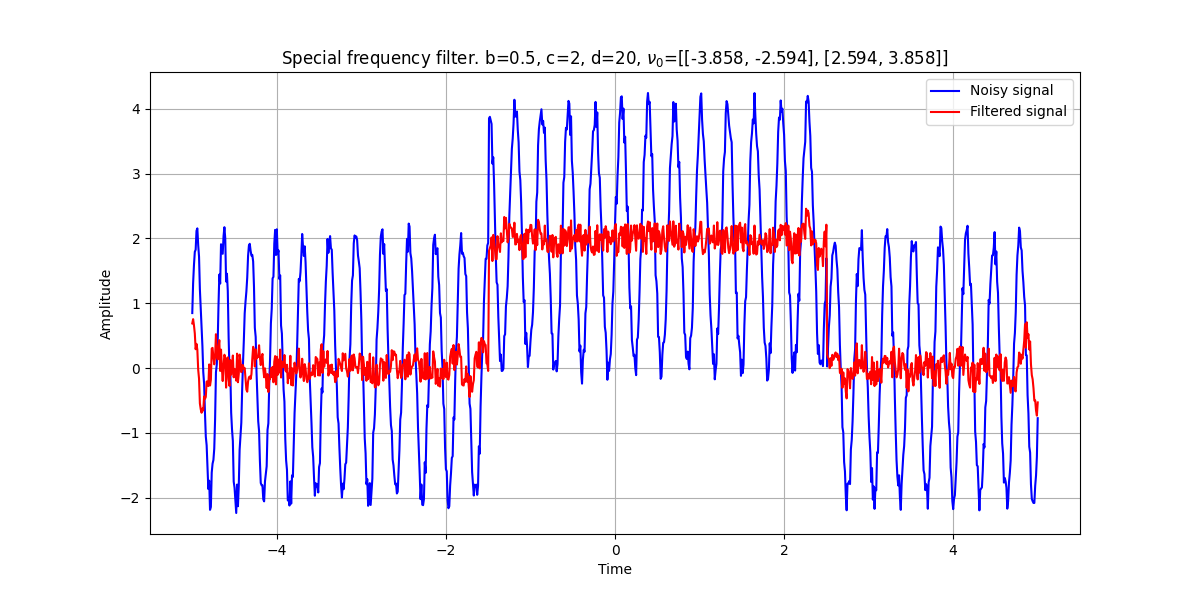 Special frequency filter. b=0.5, c=2, d=20, ν₀=[[-3.858, -2.594], [2.594, 3.858]]
Noisy signal
Filtered signal
Amplitude
4
3
2
1
0
−1
−2
−4
−2
0
2
4
Time